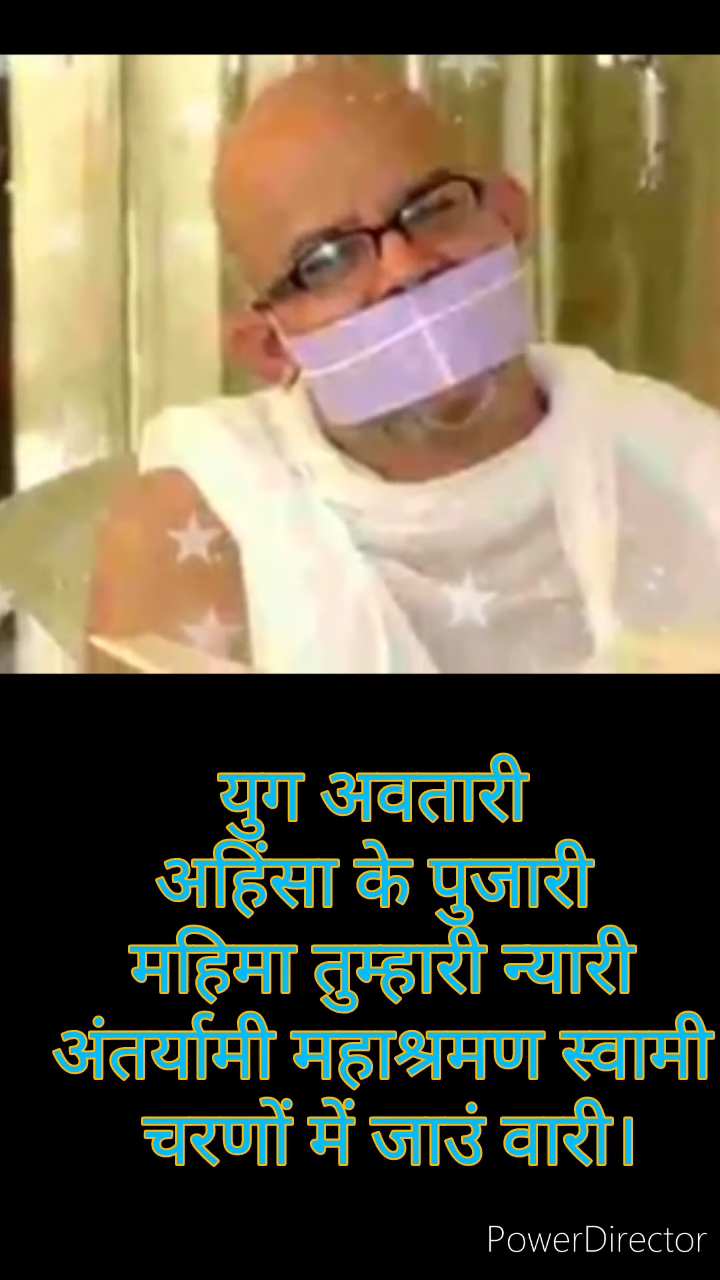 युग अवतारी
अहिंसा के पुजारी
महिमा तुम्हारी न्यारी
अंतर्यामी महाश्रमण स्वामी
चरणों में जाउं वारी।
PowerDirector